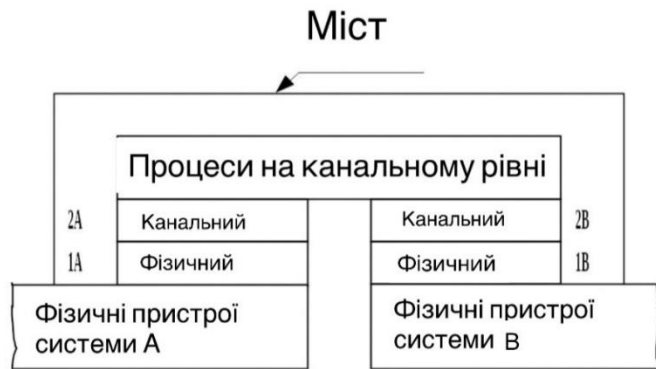 Міст
Процеси на канальному рівні
2A Канальний Канальний 2B
1A Фізичний Фізичний 1B
Фізичні пристрої Фізичні пристрої
системи А системи В